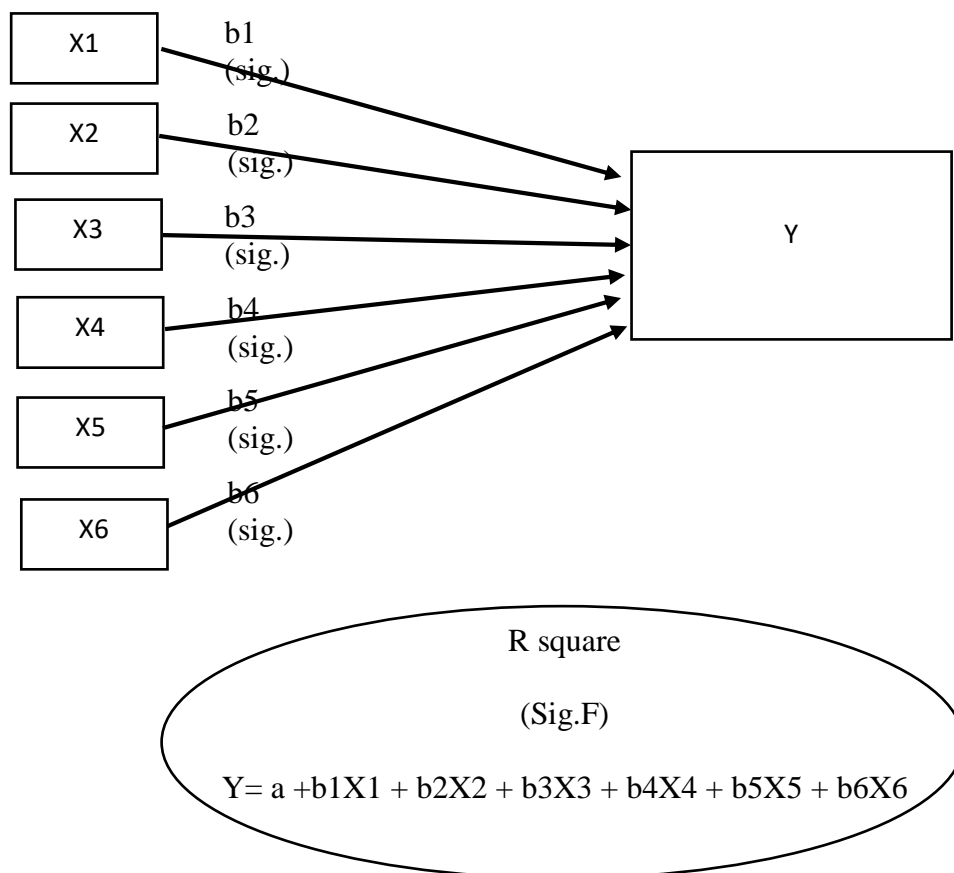 X1
b1
(sig.)
X2
b2
(sig.)
X3
b3
(sig.)
Y
X4
b4
(sig.)
X5
b5
(sig.)
X6
b6
(sig.)
R square
(Sig.F)
Y= a +b1X1 + b2X2 + b3X3 + b4X4 + b5X5 + b6X6